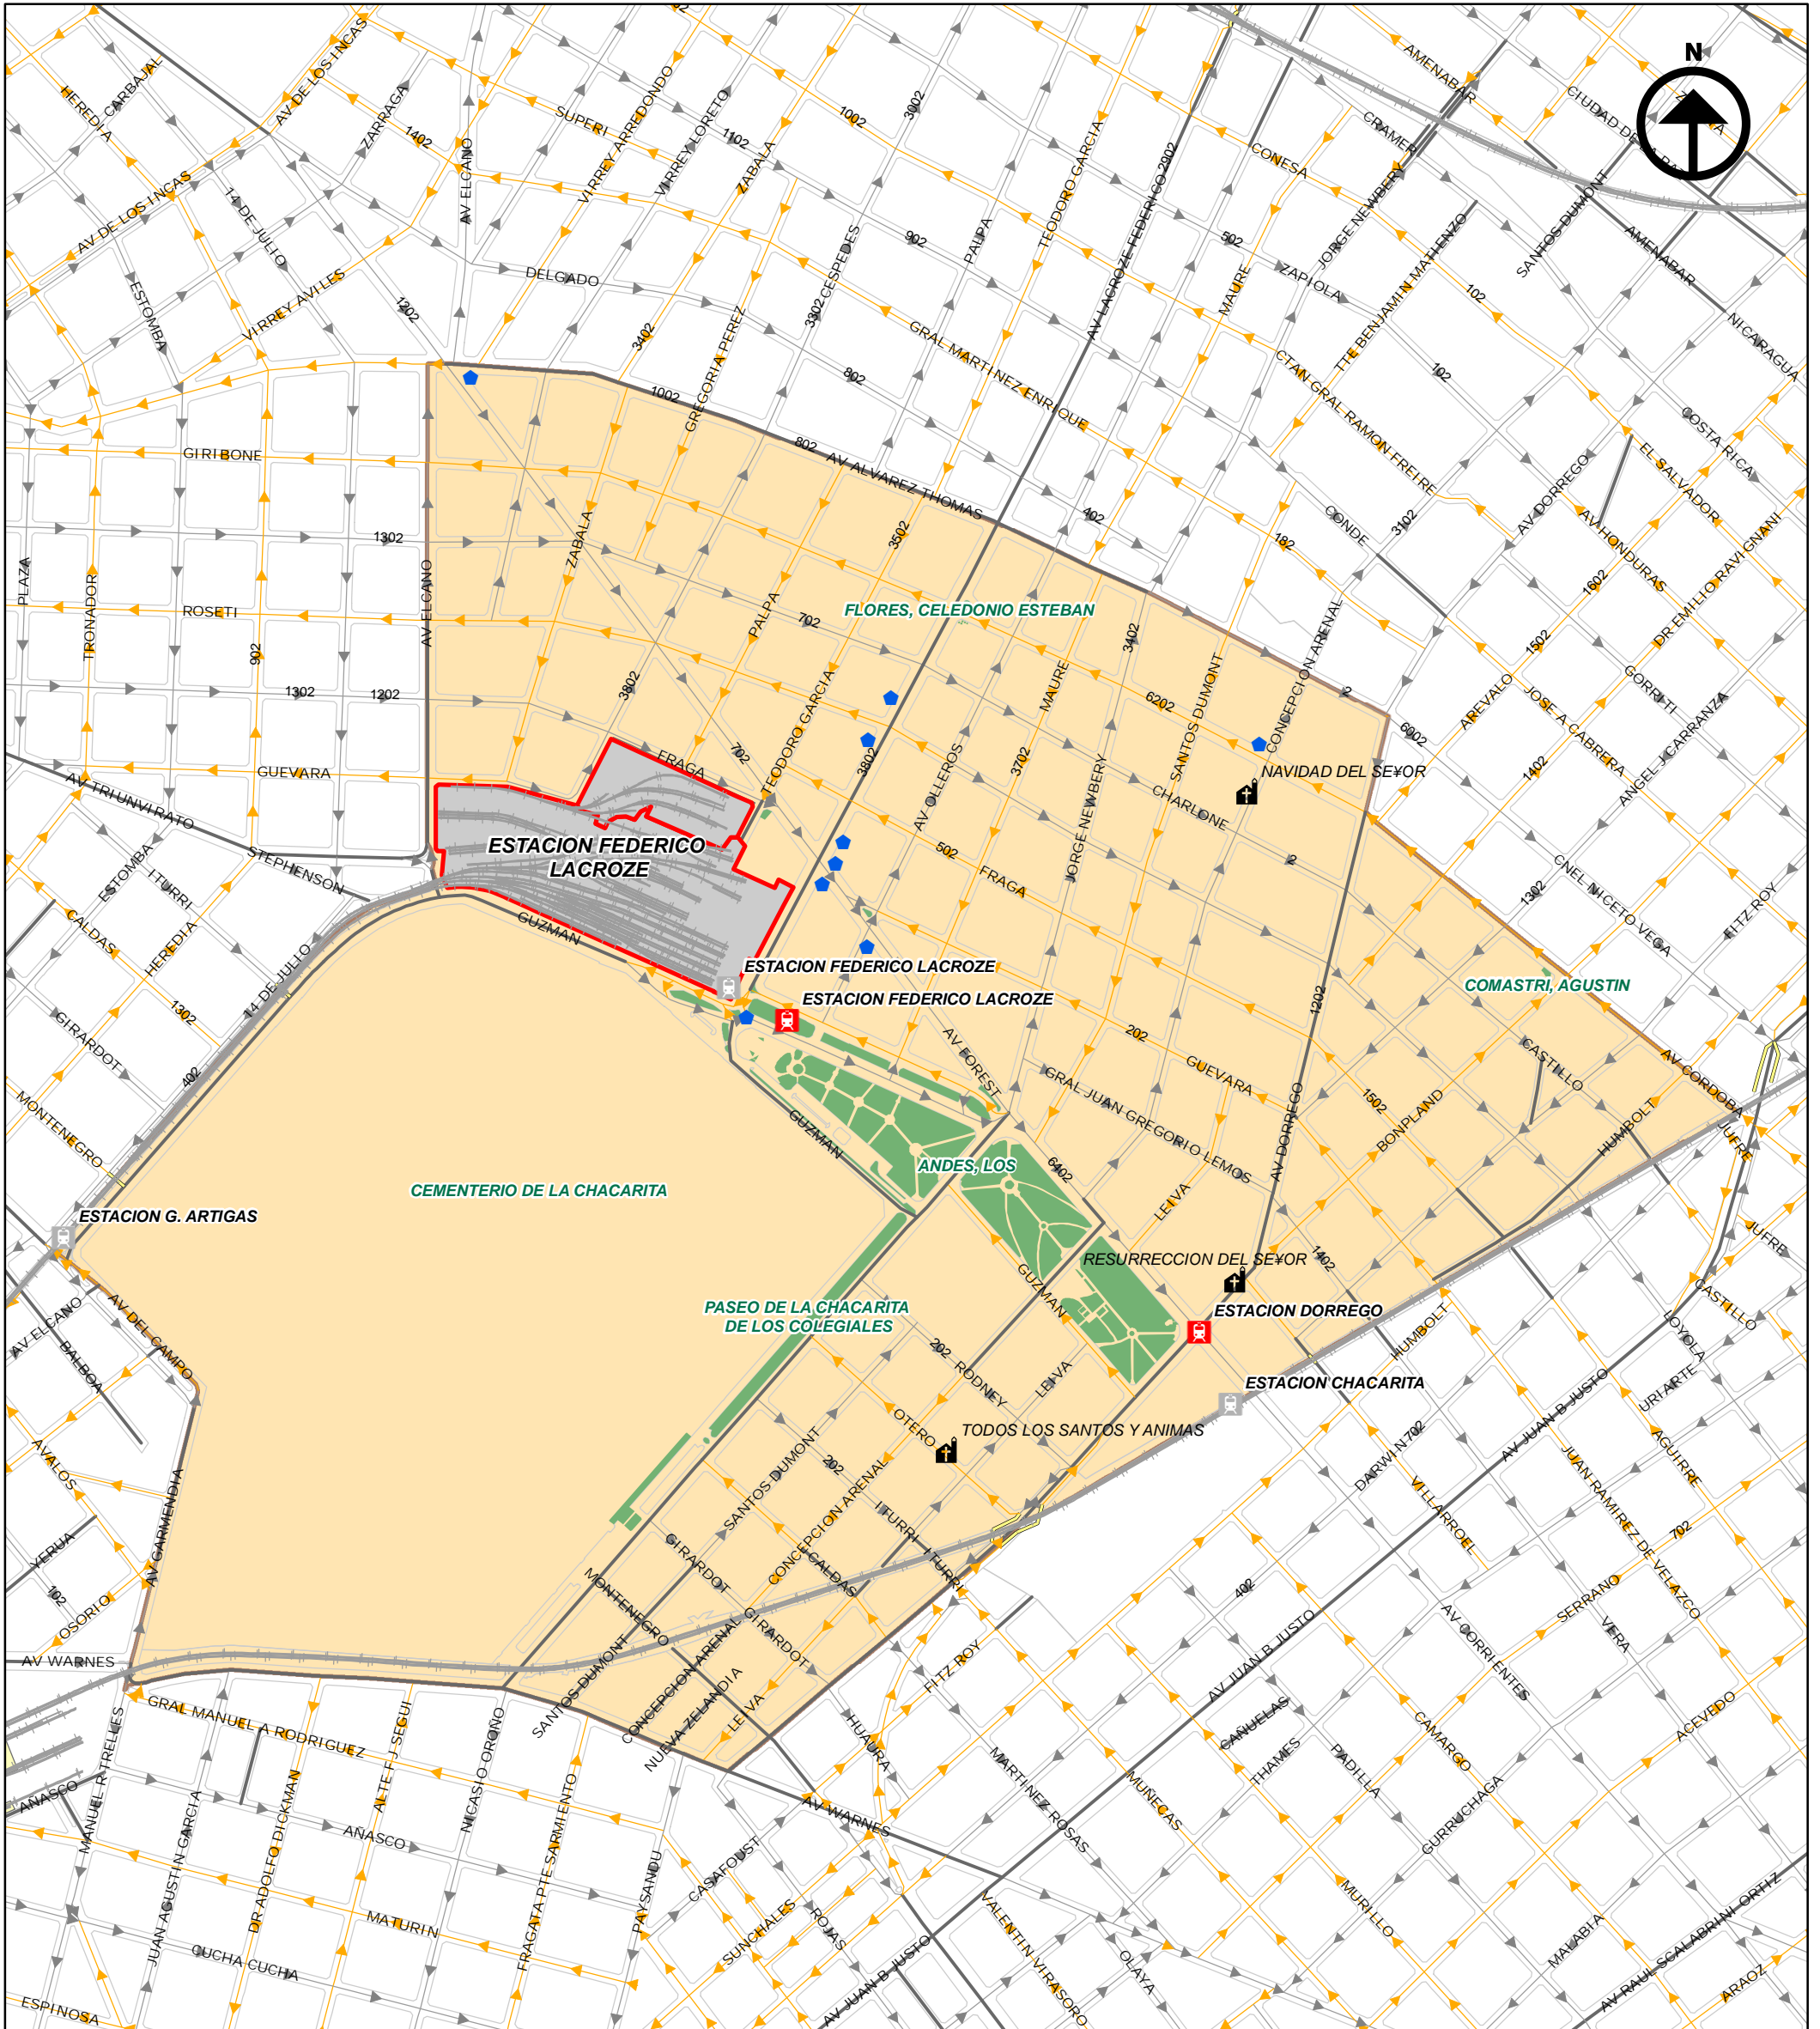 N
HEREDIA
CARBAJAL
AV DE LOS INCAS
ZARRAGA
1402
AV ELCANO
SUPERI
VIRREY ARREDONDO
VIRREY LORETO
1102
ZABALA
1002
3002
TEODORO GARCIA
AV LACROZE FEDERICO 2902
CONESA
CRAMER
AMENABAR
JORGE NEWBERY
SANTOS DUMONT
AMENABAR
NICARAGUA
AV DE LOS INCAS
14 DE JULIO
ESTOMBA
VIRREY AVILES
1202
DELGADO
3402
GREGORIA PEREZ
3302
CESPEDES
902
PALPA
502
MAURE
ZAPIOLA
TTE BENJAMIN MATIENZO
102
102
GRAL MARTINEZ ENRIQUE
802
CTAN GRAL RAMON FREIRE
COSTA RICA
EL SALVADOR
1002
802
AV ALVAREZ THOMAS
402
182
CONDE
3102
AV DORREGO
AV HONDURAS
1602
DR EMILIO RAVIGNANI
GIRIBONE
1302
ZABALA
3502
PLAZA
TRONADOR
ROSETI
902
AV ELCANO
PALPA
702
FLORES, CELEDONIO ESTEBAN
3402
CONCEPCION ARENAL
1502
GORRITI
AREVALO
JOSE A CABRERA
ANGEL J CARRANZA
1302
1202
3802
TEODORO GARCIA
MAURE
SANTOS DUMONT
6202
2
6002
1402
GUEVARA
FRAGA
702
3802
AV OLLEROS
3702
JORGE NEWBERY
NAVIDAD DEL SE¥OR
CHARLONE
2
AV TRIUNVIRATO
STEPHENSON
ESTACION FEDERICO
LACROZE
502
FRAGA
CNEL NICETO VEGA
1302
FITZ ROY
ESTOMBA
ITURRI
CALDAS
HEREDIA
14 DE JULIO
GUZMAN
ESTACION FEDERICO LACROZE
ESTACION FEDERICO LACROZE
COMASTRI, AGUSTIN
1302
GIRARDOT
402
MONTENEGRO
AV FOREST
202
GUEVARA
1202
CASTILLO
AV CORDOBA
GRAL JUAN GREGORIO LEMOS
1502
BONPLAND
HUMBOLT
JUFRE
GUZMAN
ANDES, LOS
6402
LEIVA
AV DORREGO
CEMENTERIO DE LA CHACARITA
ESTACION G. ARTIGAS
RESURRECCION DEL SE¥OR
1402
JUFRE
CASTILLO
GUZMAN
PASEO DE LA CHACARITA
DE LOS COLEGIALES
ESTACION DORREGO
HUMBOLT
LOYOLA
AV ELCANO
AV DEL CAMPO
BALBOA
202
RODNEY
LEIVA
ESTACION CHACARITA
AV JUAN B JUSTO
URIARTE
OTERO
TODOS LOS SANTOS Y ANIMAS
AVALOS
AV GARMENDIA
SANTOS DUMONT
202
CONCEPCION ARENAL
DARWIN
702
VILLARROEL
JUAN RAMIREZ DE VELAZCO
AGUIRRE
702
YERUA
102
OSORIO
ITURRI
ITURRI
GIRARDOT
CALDAS
MONTENEGRO
GIRARDOT
402
SERRANO
VERA
AV WARNES
SANTOS DUMONT
CONCEPCION ARENAL
NUEVA ZELANDIA
LEIVA
FITZ ROY
AV JUAN B JUSTO
AV CORRIENTES
ACEVEDO
GRAL MANUEL A RODRIGUEZ
MANUEL R TRELLES
ALTE F J SEGUI
NICASIO OROÑO
HUAURA
CAÑUELAS
THAMES
PADILLA
CAMARGO
AÑASCO
JUAN AGUSTIN GARCIA
DR ADOLFO DICKMAN
AÑASCO
FRAGATA PTE SARMIENTO
PAYSANDU
CASAFOUST
AV WARNES
MARTINEZ ROSAS
MUÑECAS
GURRUCHAGA
MATURIN
CUCHA CUCHA
ESPINOSA
SUNCHALES
ROJAS
AV JUAN B JUSTO
VALENTIN VIRASORO
OLAYA
MURILLO
MALABIA
AV RAUL SCALABRINI ORTIZ
ARAOZ